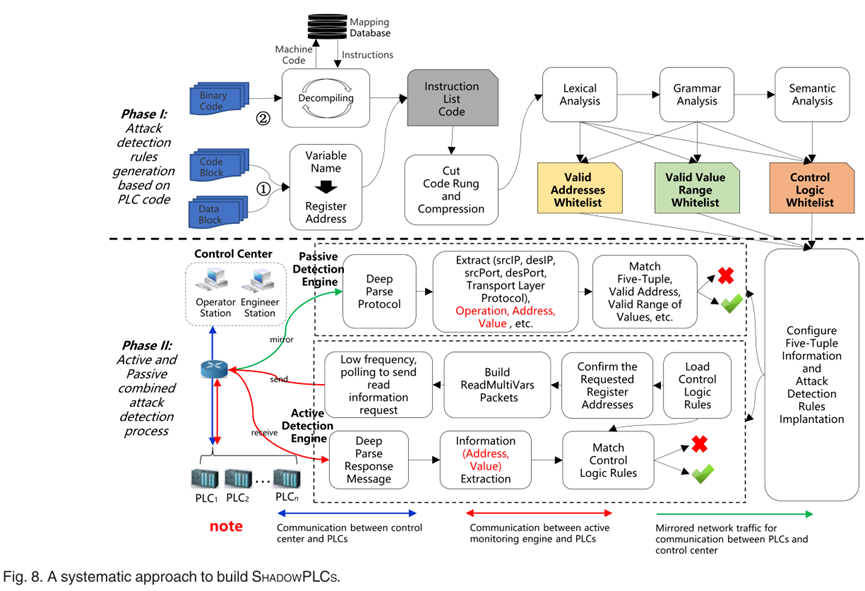 Mapping
Database
Machine
Code
Instructions
Binary
Code
②
Decompiling
Instruction
List
Code
Lexical
Analysis
Grammar
Analysis
Semantic
Analysis
Phase I:
Attack
detection
rules
generation
based on
PLC code
Code
Block
Data
Block
①
Variable
Name
Register
Address
Cut
Code Rung
and
Compression
Valid
Addresses
Whitelist
Valid Value
Range
Whitelist
Control
Logic
Whitelist
Control Center
Operator
Station
Engineer
Station
Passive
Detection
Engine
Deep
Parse
Protocol
Extract (srcIP, desIP,
srcPort, desPort,
Transport Layer
Protocol),
Operation, Address,
Value , etc.
Match
Five-Tuple,
Valid Address,
Valid Range of
Values, etc.
Configure
Five-Tuple
Information
and
Attack
Detection
Rules
Implantation
Phase II:
Active and
Passive
combined
attack
detection
process
mirror
send
receive
Low frequency,
polling to send
read
information
request
Build
ReadMultiVars
Packets
Confirm the
Requested
Register
Addresses
Load
Control
Logic
Rules
Active
Detection
Engine
Deep
Parse
Response
Message
Information
(Address,
Value)
Extraction
Match
Control
Logic Rules
PLC1 PLC2 ... PLCn
note
Communication between control
center and PLCs
Communication between active
monitoring engine and PLCs
Mirrored network traffic for
communication between PLCs and
control center
Fig. 8. A systematic approach to build SHADOWPLCS.